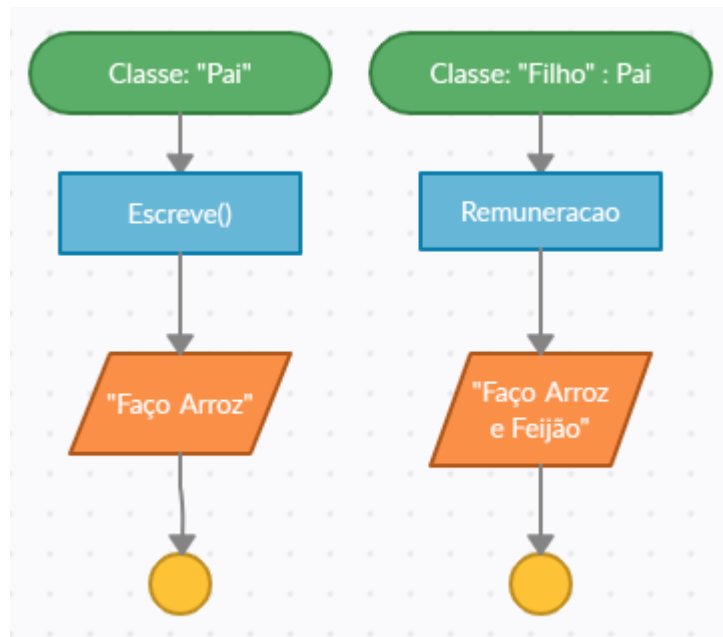 Classe: "Pai"
Escreve()
"Faço Arroz"
Classe: "Filho" : Pai
Remuneracao
"Faço Arroz
e Feijão"